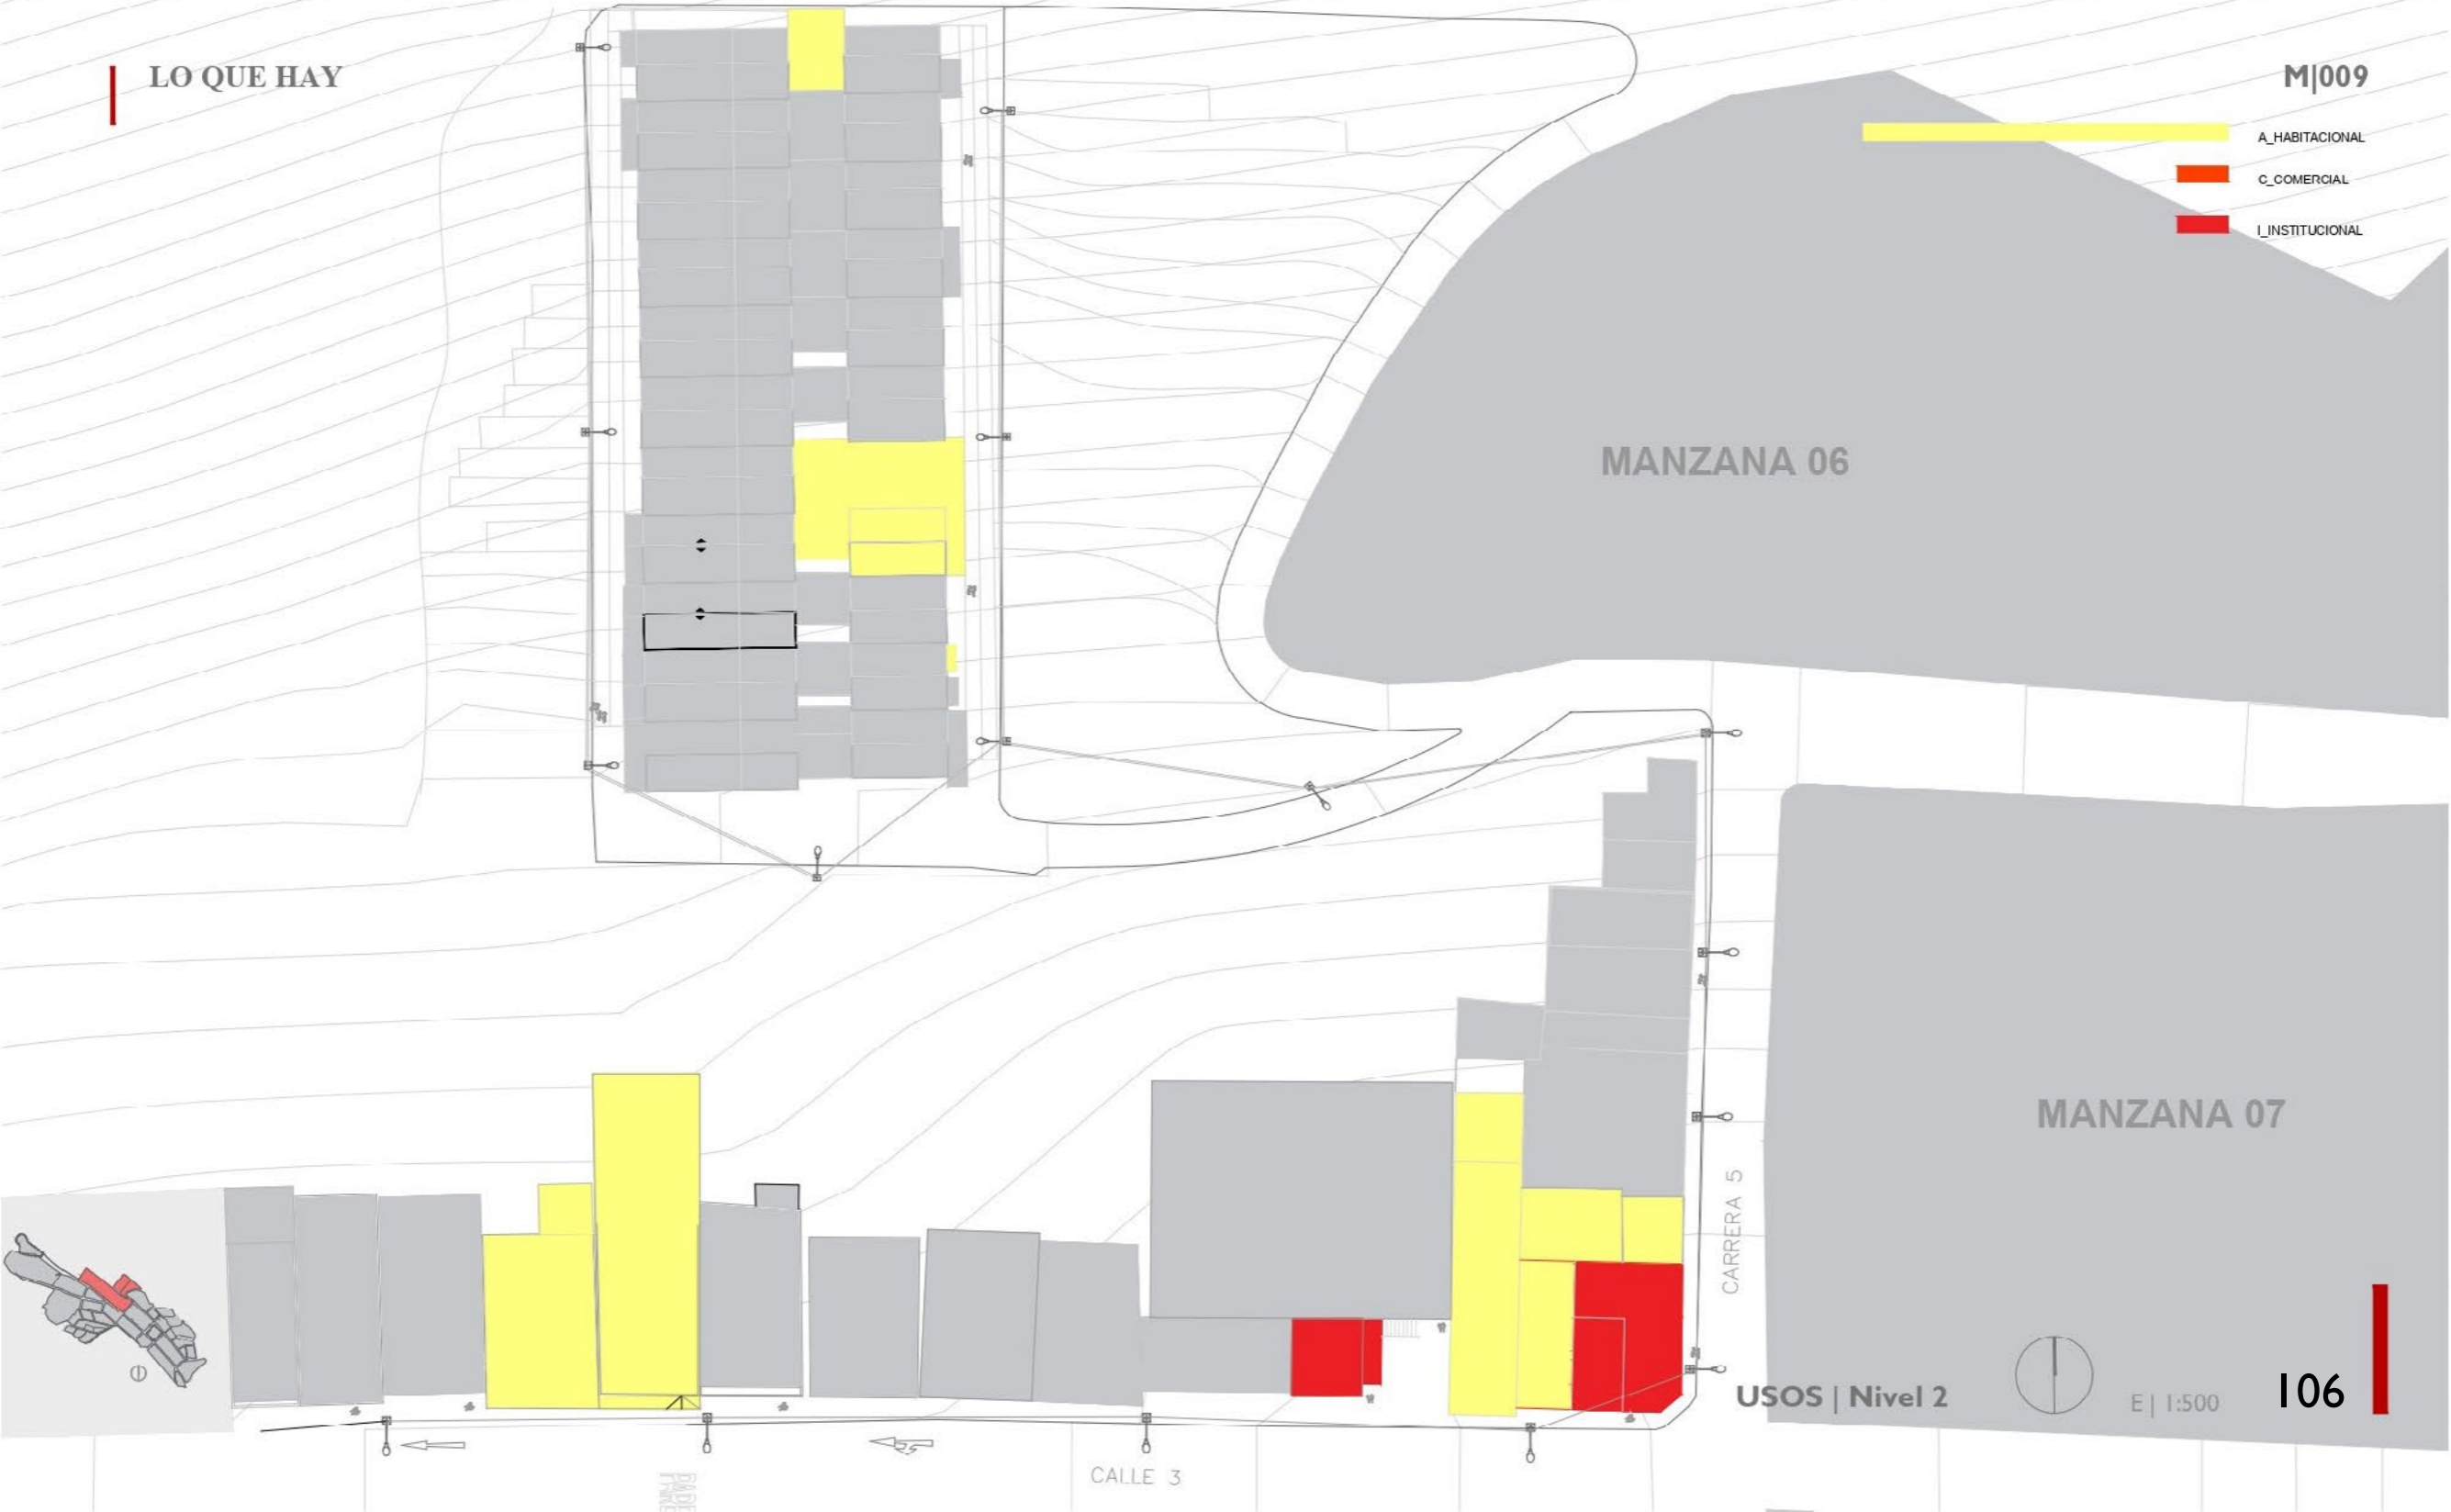 LO QUE HAY
M|009
A_HABITACIONAL
C_COMERCIAL
I_INSTITUCIONAL
MANZANA 06
MANZANA 07
CARRERA 5
USOS | Nivel 2
E | 1:500
106
CALLE 3